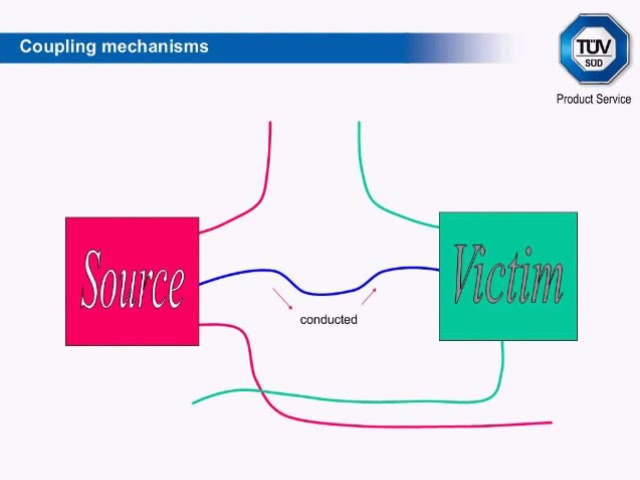 Coupling mechanisms
TÜV
SÜD
Product Service
Source
Victim
conducted